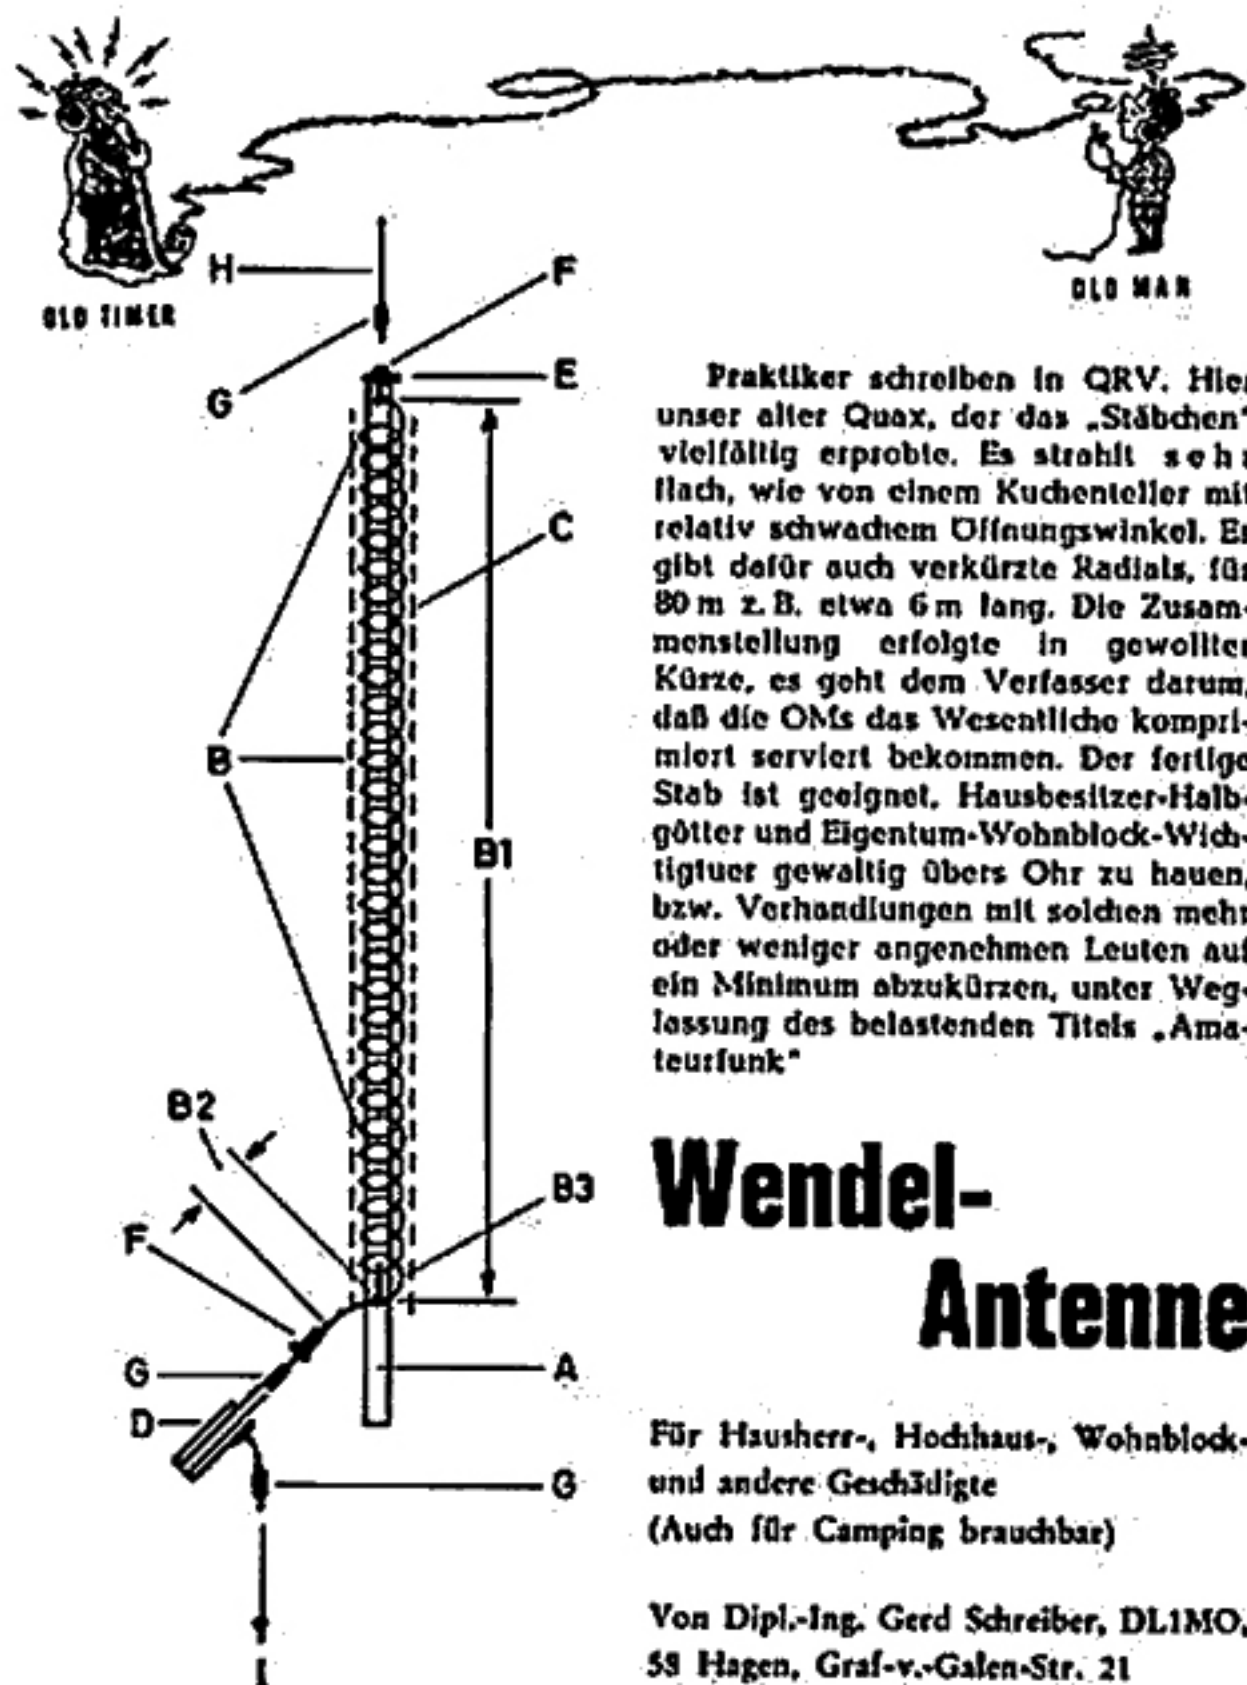 OLD TIMER
OLD MAN
H
F
G
E
C
B
B1
B2
B3
F
G
D
A
G
I
Praktiker schreiben in QRV. Hier
unser alter Quax, der das „Stäbchen"
vielfältig erprobte. Es strahlt sehr
flach, wie von einem Kuchenteller mit
relativ schwachem Öffnungswinkel. Es
gibt dafür auch verkürzte Radials, für
80 m z. B. etwa 6 m lang. Die Zusam-
menstellung erfolgte in gewollter
Kürze, es geht dem Verfasser darum,
daß die OMs das Wesentliche kompri-
miert serviert bekommen. Der fertige
Stab ist geeignet, Hausbesitzer-Halb-
götter und Eigentum-Wohnblock-Wich-
tigtuer gewaltig übers Ohr zu hauen,
bzw. Verhandlungen mit solchen mehr
oder weniger angenehmen Leuten auf
ein Minimum abzukürzen, unter Weg-
lassung des belastenden Titels „Ama-
teurfunk"
Wendel-
Antenne
Für Hausherr-, Hochhaus-, Wohnblock-
und andere Geschädigte
(Auch für Camping brauchbar)
Von Dipl.-Ing. Gerd Schreiber, DL1MO,
58 Hagen, Graf-v.-Galen-Str. 21